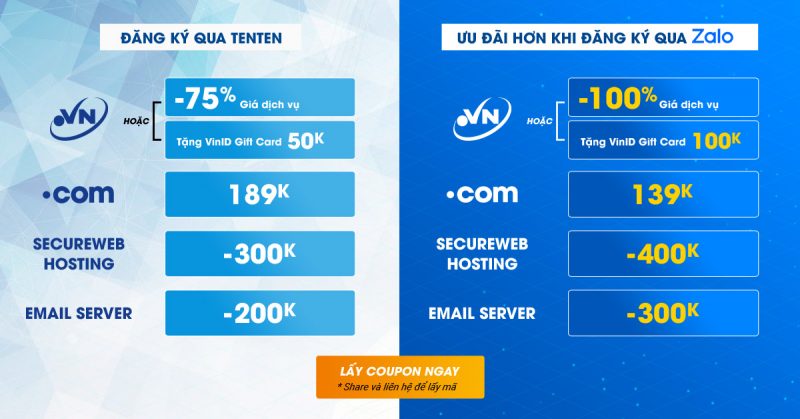 ĐĂNG KÝ QUA TENTEN
.VN
HOẶC
-75% Giá dịch vụ
Tặng VinID Gift Card 50K
.com
189K
SECUREWEB
HOSTING
-300K
EMAIL SERVER
-200K
ƯU ĐÃI HƠN KHI ĐĂNG KÝ QUA Zalo
.VN
HOẶC
-100% Giá dịch vụ
Tặng VinID Gift Card 100K
.com
139K
SECUREWEB
HOSTING
-400K
EMAIL SERVER
-300K
LẤY COUPON NGAY
* Share và liên hệ để lấy mã